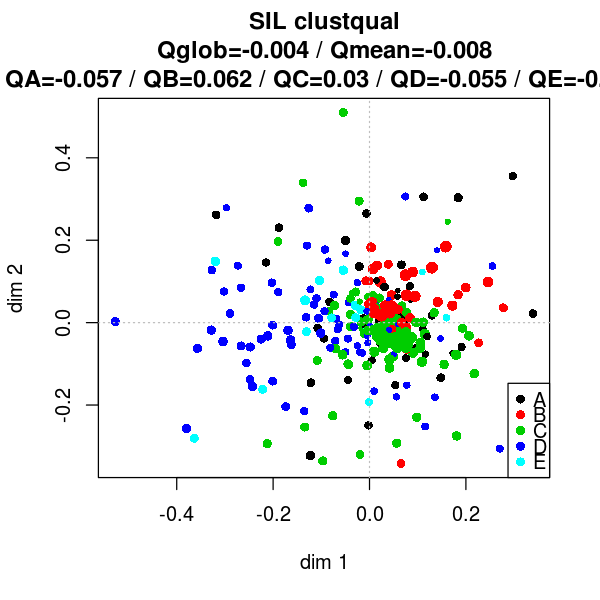 SIL clustqual
Qglob=-0.004 / Qmean=-0.008
QA=-0.057 / QB=0.062 / QC=0.03 / QD=-0.055 / QE=-0.
0.4
0.2
0.0
-0.2
dim 2
A
B
C
D
E
-0.4 -0.2 0.0 0.2
dim 1